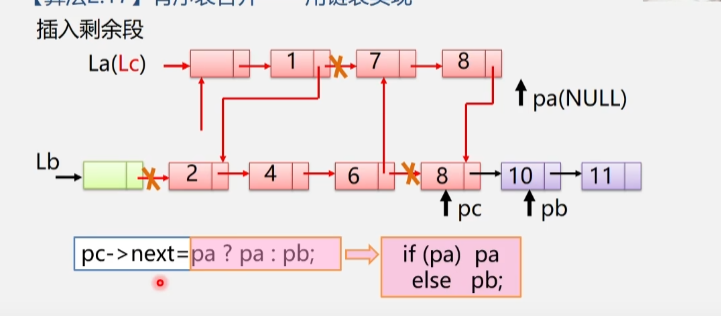 【算法2.17】有序表合并——用链表实现
插入剩余段
La(Lc)
1
7
8
pa(NULL)
Lb
2
4
6
8
10
11
pc
pb
pc->next=pa ? pa : pb;
if (pa) pa
else pb;